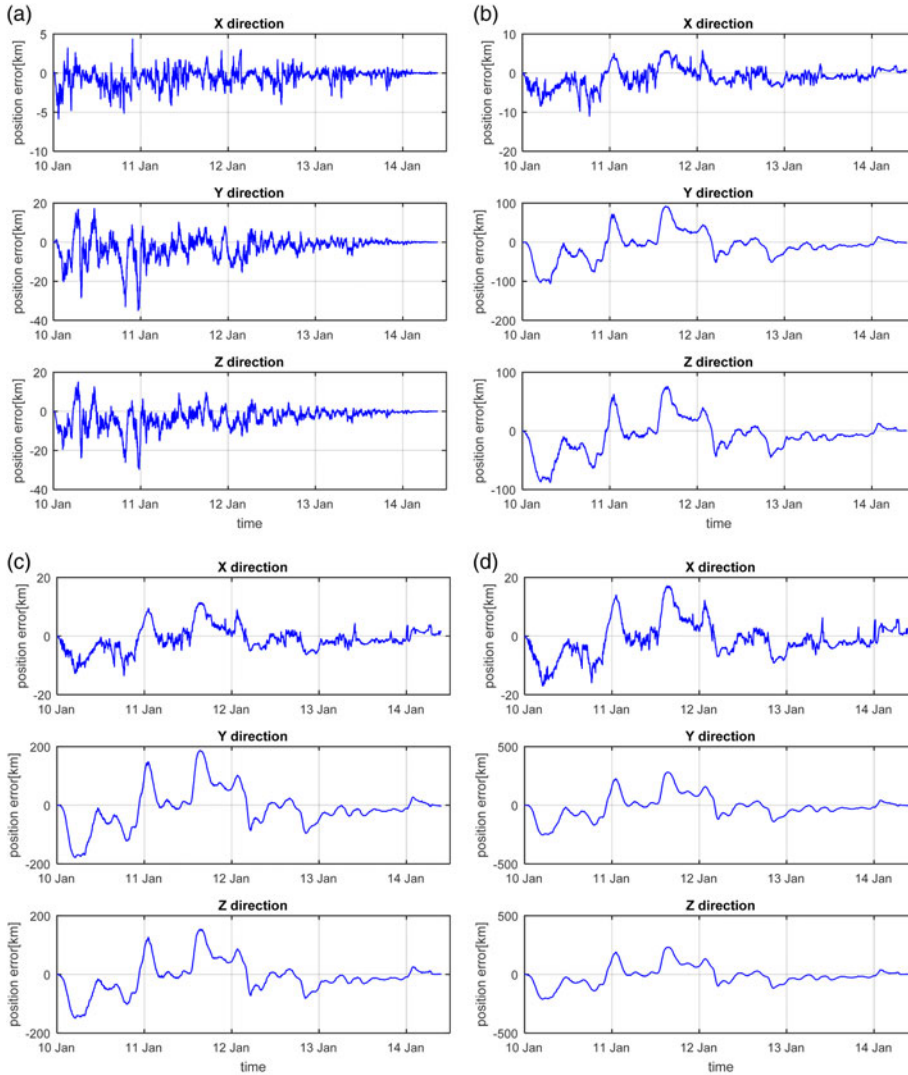 (a)
X direction
position error[km]
5
0
-5
-10
10 Jan 11 Jan 12 Jan 13 Jan 14 Jan
Y direction
position error[km]
20
0
-20
-40
10 Jan 11 Jan 12 Jan 13 Jan 14 Jan
Z direction
position error[km]
20
0
-20
-40
10 Jan 11 Jan 12 Jan 13 Jan 14 Jan
time
(b)
X direction
position error[km]
10
0
-10
-20
10 Jan 11 Jan 12 Jan 13 Jan 14 Jan
Y direction
position error[km]
100
0
-100
-200
10 Jan 11 Jan 12 Jan 13 Jan 14 Jan
Z direction
position error[km]
100
0
-100
10 Jan 11 Jan 12 Jan 13 Jan 14 Jan
time
(c)
X direction
position error[km]
20
0
-20
10 Jan 11 Jan 12 Jan 13 Jan 14 Jan
Y direction
position error[km]
200
0
-200
10 Jan 11 Jan 12 Jan 13 Jan 14 Jan
Z direction
position error[km]
200
0
-200
10 Jan 11 Jan 12 Jan 13 Jan 14 Jan
time
(d)
X direction
position error[km]
20
0
-20
10 Jan 11 Jan 12 Jan 13 Jan 14 Jan
Y direction
position error[km]
500
0
-500
10 Jan 11 Jan 12 Jan 13 Jan 14 Jan
Z direction
position error[km]
500
0
-500
10 Jan 11 Jan 12 Jan 13 Jan 14 Jan
time